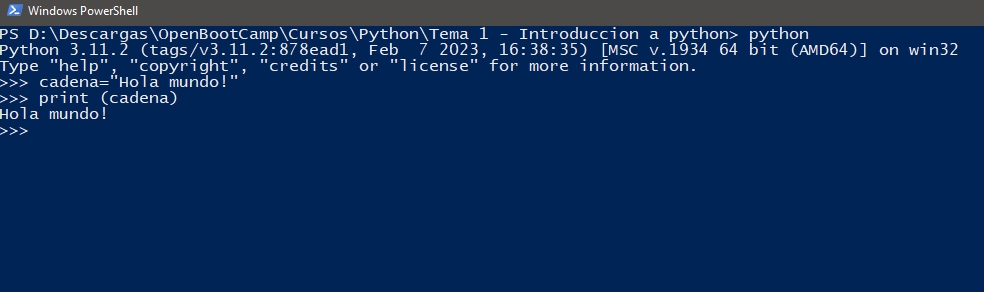 Windows PowerShell
PS D:\Descargas\OpenBootCamp\Cursos\Python\Tema 1 - Introduccion a python> python
Python 3.11.2 (tags/v3.11.2:878ead1, Feb  7 2023, 16:38:35) [MSC v.1934 64 bit (AMD64)] on win32
Type "help", "copyright", "credits" or "license" for more information.
>>> cadena="Hola mundo!"
>>> print (cadena)
Hola mundo!
>>>